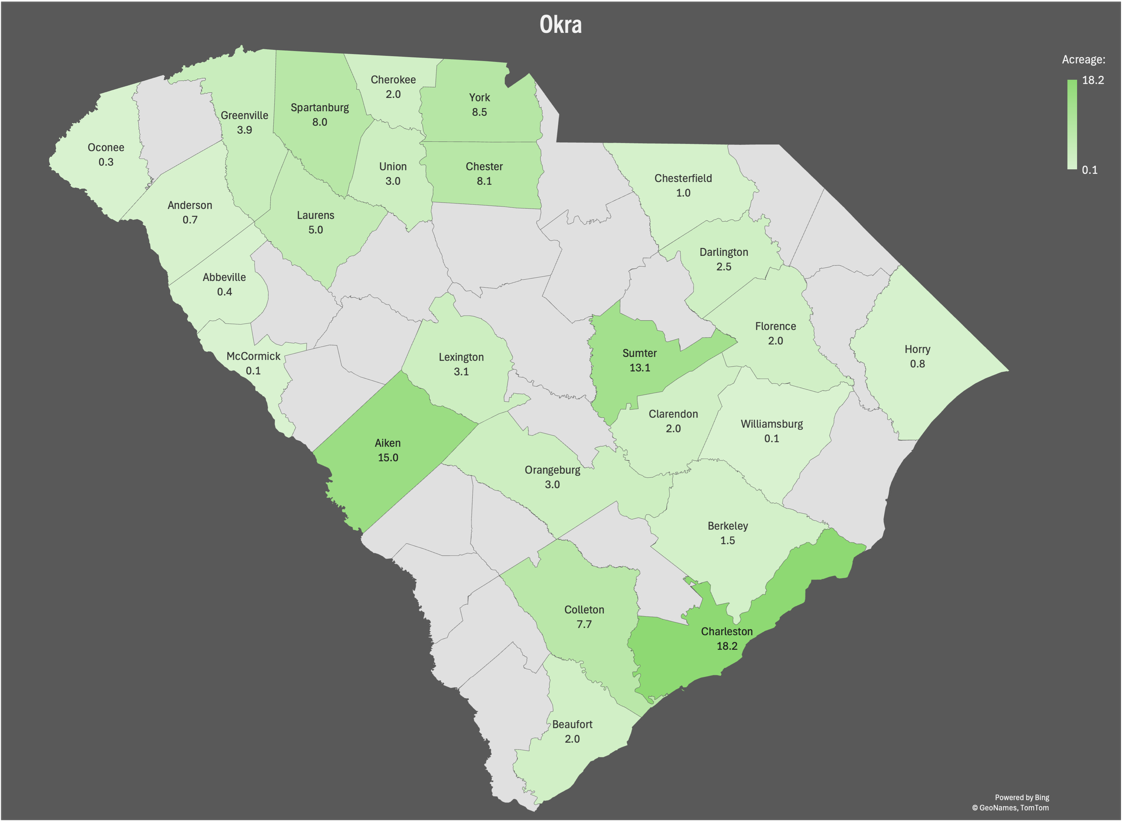 Okra
Acreage:
18.2
0.1
Cherokee
2.0
York
8.5
Spartanburg
8.0
Greenville
3.9
Oconee
0.3
Union
3.0
Chester
8.1
Chesterfield
1.0
Anderson
0.7
Laurens
5.0
Darlington
2.5
Abbeville
0.4
Florence
2.0
McCormick
0.1
Lexington
3.1
Sumter
13.1
Horry
0.8
Clarendon
2.0
Williamsburg
0.1
Aiken
15.0
Orangeburg
3.0
Berkeley
1.5
Colleton
7.7
Charleston
18.2
Beaufort
2.0
Powered by Bing
© GeoNames, TomTom